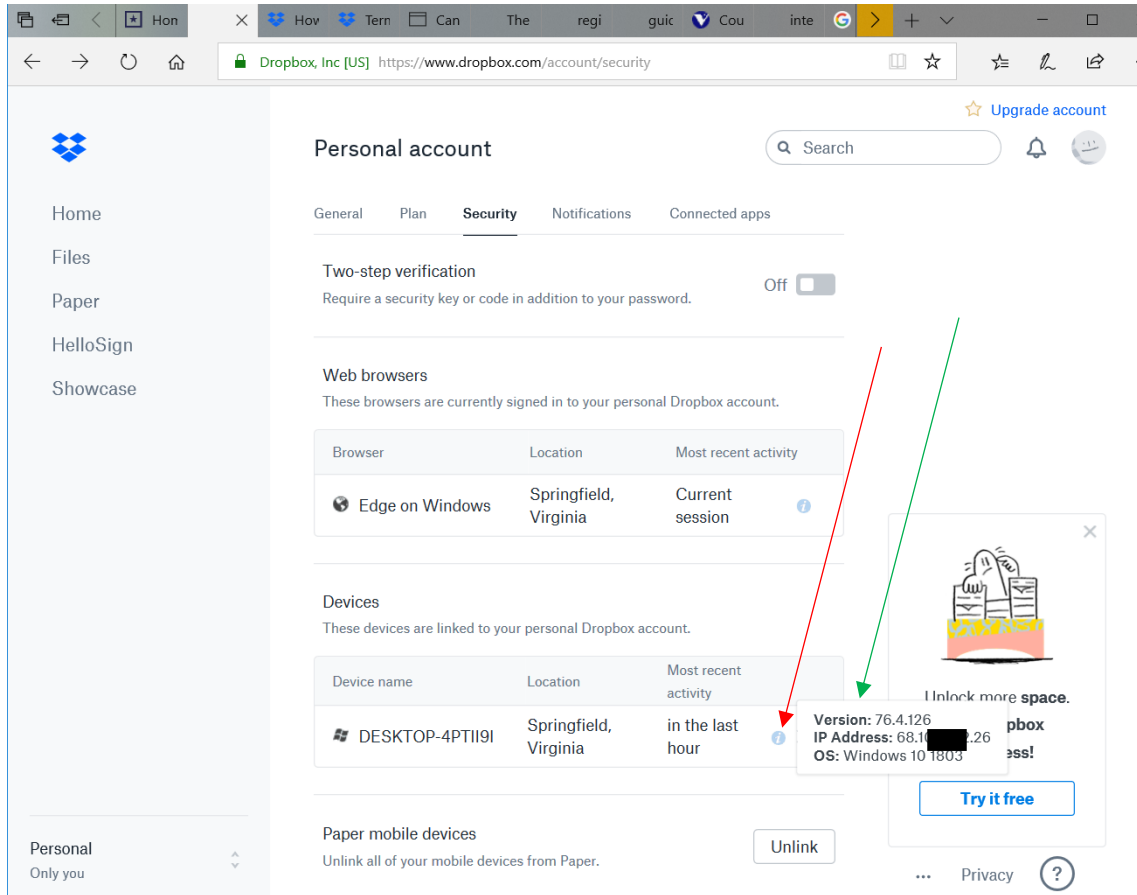 Hon
How
Tern
Can
The
regi
guic
Cou
inte
Dropbox, Inc [US] https://www.dropbox.com/account/security
Upgrade account
Personal account
Search
Home
Files
Paper
HelloSign
Showcase
General Plan Security Notifications Connected apps
Two-step verification
Off
Require a security key or code in addition to your password.
Web browsers
These browsers are currently signed in to your personal Dropbox account.
Browser Location Most recent activity
Edge on Windows
Springfield,
Virginia
Current
session
Devices
These devices are linked to your personal Dropbox account.
Device name Location
Most recent
activity
DESKTOP-4PTII9I
Springfield,
Virginia
in the last
hour
Version: 76.4.126
IP Address: 68.1 .26
OS: Windows 10 1803
Unlock more space.
Try it free
Paper mobile devices
Unlink all of your mobile devices from Paper.
Unlink
Personal
Only you
... Privacy ?